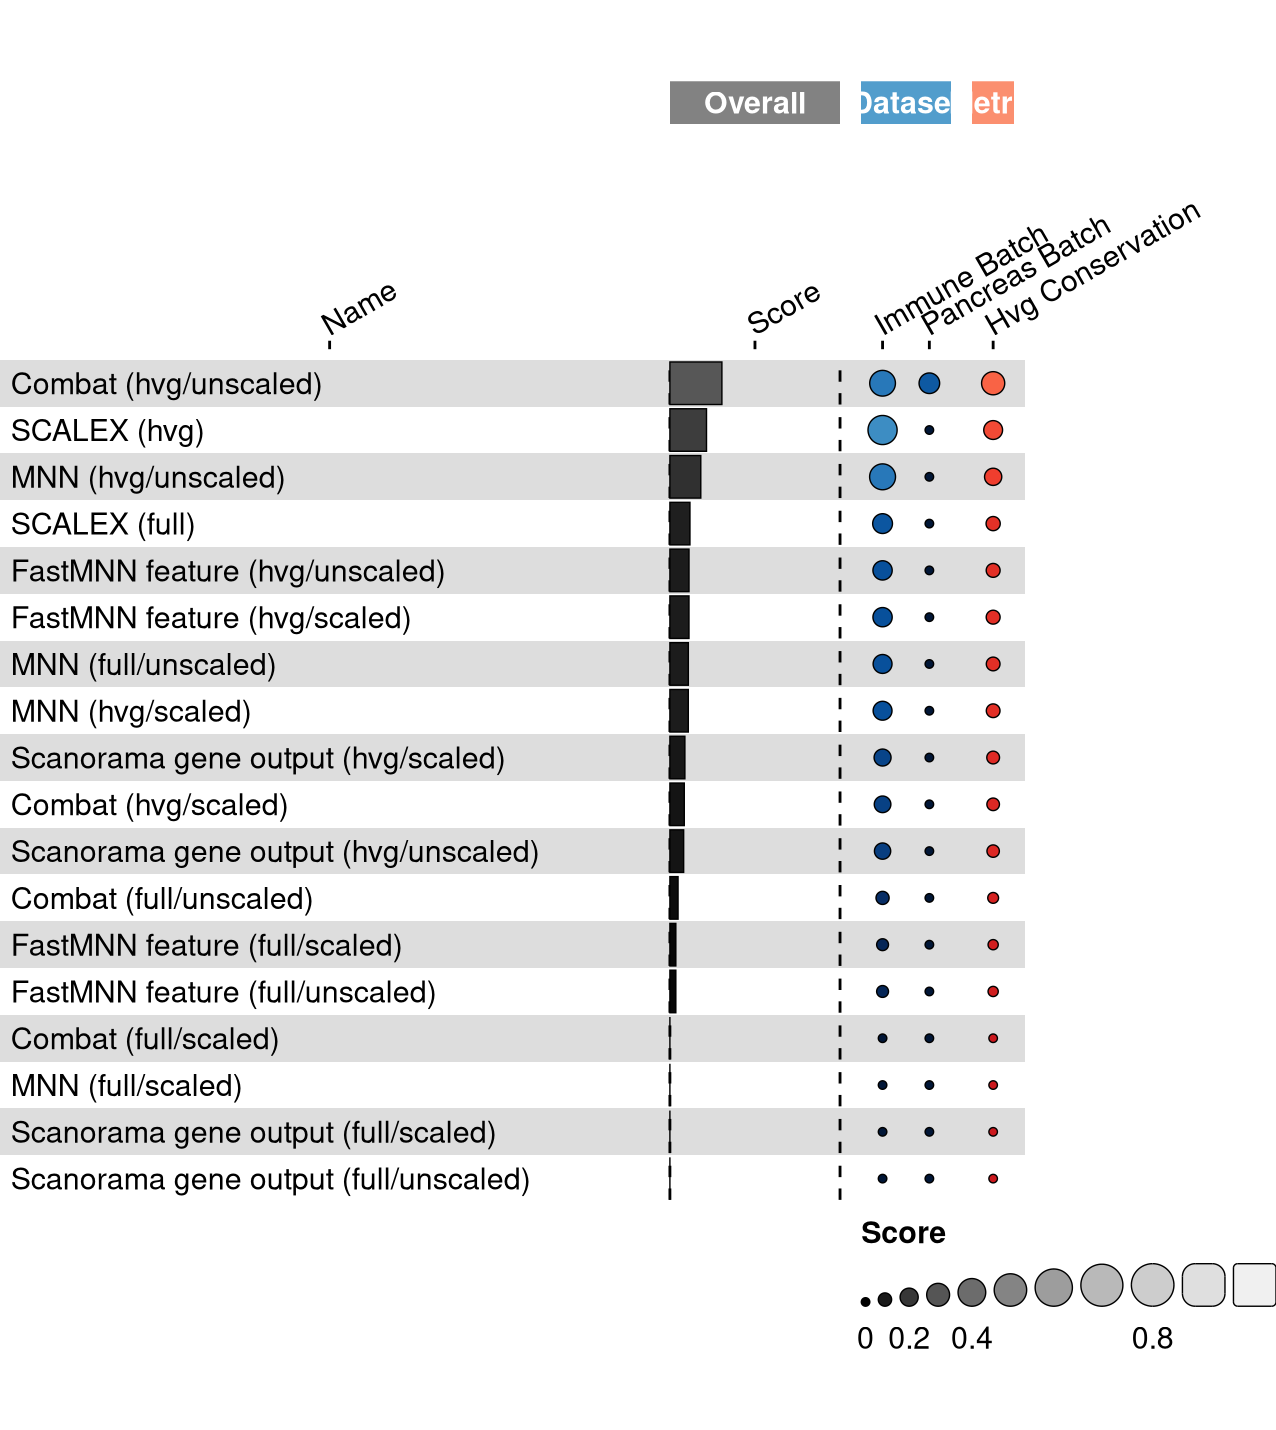 Overall
Datase
etr
Name
Score
Immune Batch
Pancreas Batch
Hvg Conservation
Combat (hvg/unscaled)
SCALEX (hvg)
MNN (hvg/unscaled)
SCALEX (full)
FastMNN feature (hvg/unscaled)
FastMNN feature (hvg/scaled)
MNN (full/unscaled)
MNN (hvg/scaled)
Scanorama gene output (hvg/scaled)
Combat (hvg/scaled)
Scanorama gene output (hvg/unscaled)
Combat (full/unscaled)
FastMNN feature (full/scaled)
FastMNN feature (full/unscaled)
Combat (full/scaled)
MNN (full/scaled)
Scanorama gene output (full/scaled)
Scanorama gene output (full/unscaled)
Score
0 0.2 0.4 0.8